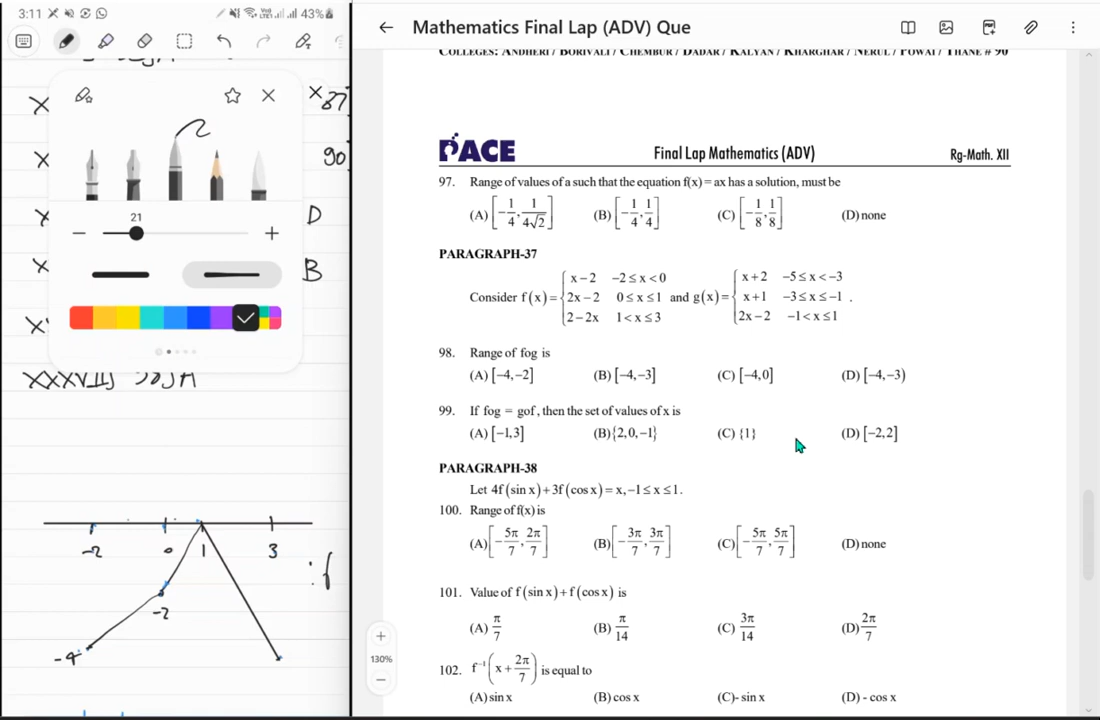 3:11
43%
21
x 87
90
D
B
XXXVII
-2
0
1
3
: f
-2
-4
Mathematics Final Lap (ADV) Que
COLLEGES: ANDHERI / BORIVALI / CHEMBUR / DADAR / KALYAN / KHARGHAR / NERUL / POWAI / THANE # 90
PACE
Final Lap Mathematics (ADV)
Rg-Math. XII
97. Range of values of a such that the equation f(x) = ax has a solution, must be
(A) [-1/4, 1/(4√2)] (B) [-1/4, 1/4] (C) [-1/8, 1/8] (D) none
PARAGRAPH-37
Consider f(x) = { x-2 -2≤x<0; 2x-2 0≤x≤1; 2-2x 1<x≤3 and g(x) = { x+2 -5≤x<-3; x+1 -3≤x≤-1; 2x-2 -1<x≤1 .
98. Range of fog is
(A) [-4,-2] (B) [-4,-3] (C) [-4,0] (D) [-4,-3)
99. If fog = gof, then the set of values of x is
(A) [-1,3] (B) {2,0,-1} (C) {1} (D) [-2,2]
PARAGRAPH-38
Let 4f(sin x)+3f(cos x)=x, -1≤x≤1.
100. Range of f(x) is
(A) [-5π/7, 2π/7] (B) [-3π/7, 3π/7] (C) [-5π/7, 5π/7] (D) none
101. Value of f(sin x)+f(cos x) is
(A) π/7 (B) π/14 (C) 3π/14 (D) 2π/7
102. f⁻¹(x + 2π/7) is equal to
(A) sin x (B) cos x (C) - sin x (D) - cos x
+
130%
−